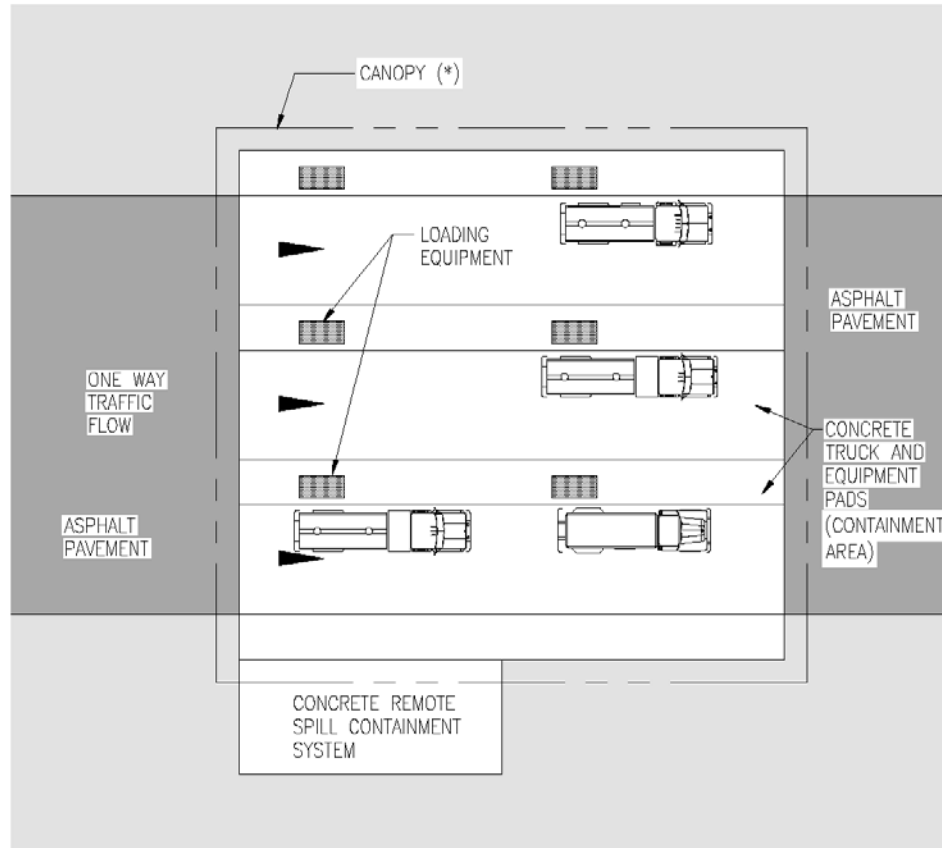 CANOPY (*)
LOADING
EQUIPMENT
ASPHALT
PAVEMENT
ONE WAY
TRAFFIC
FLOW
CONCRETE
TRUCK AND
EQUIPMENT
PADS
(CONTAINMENT
AREA)
ASPHALT
PAVEMENT
CONCRETE REMOTE
SPILL CONTAINMENT
SYSTEM